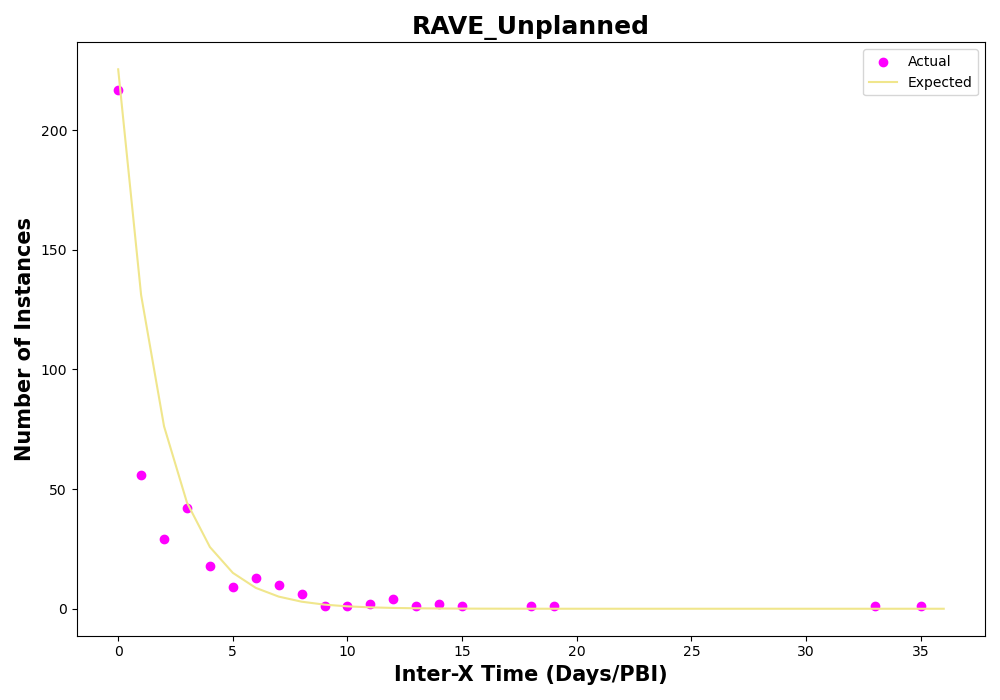 RAVE_Unplanned
Actual
Expected
Number of Instances
200
150
100
50
0
0 5 10 15 20 25 30 35
Inter-X Time (Days/PBI)